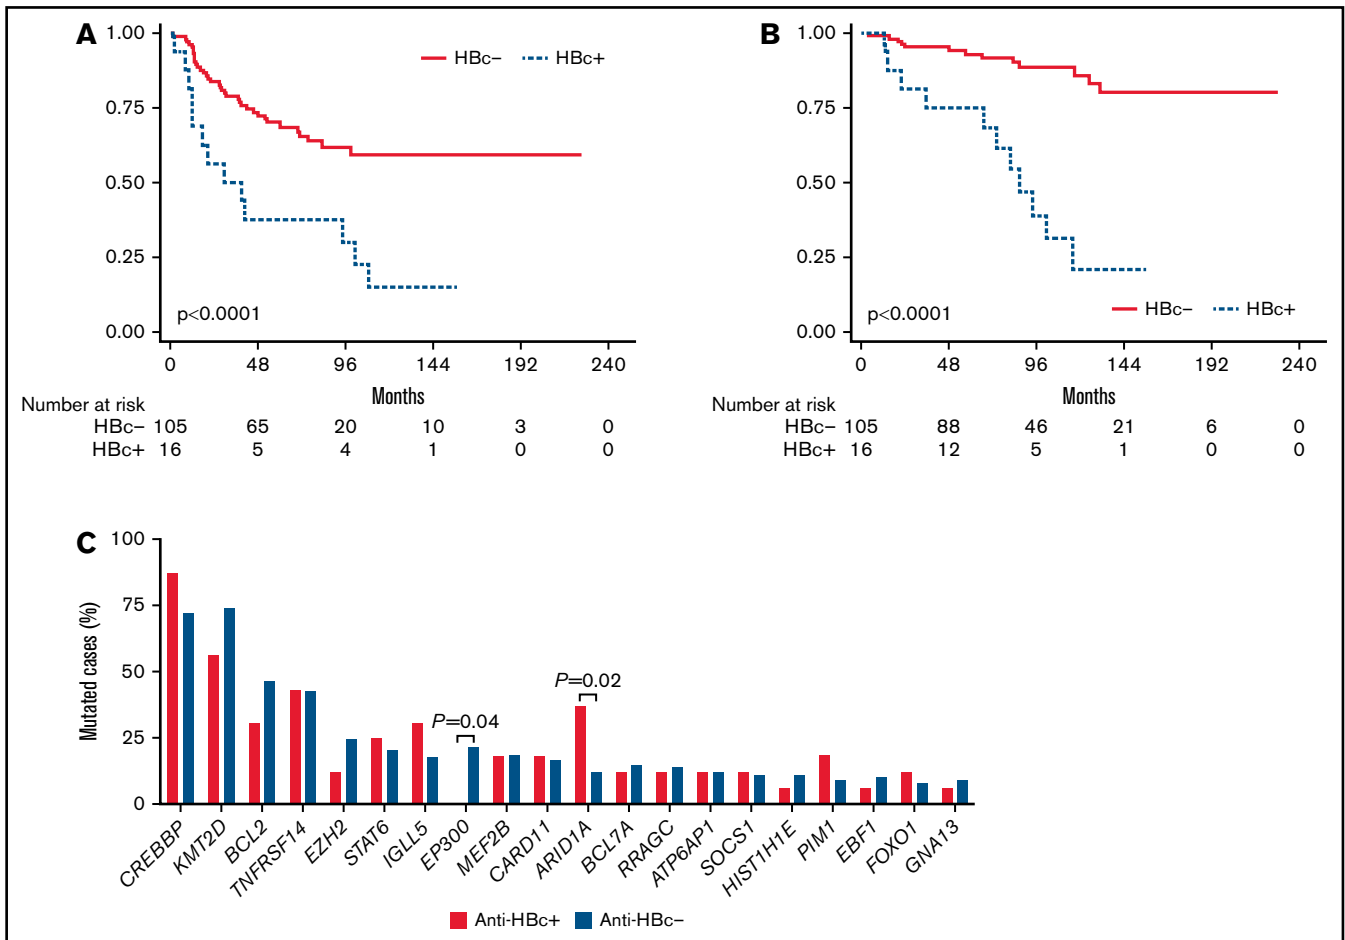 A
1.00
0.75
0.50
0.25
0.00
HBc– HBc+
p<0.0001
0 48 96 144 192 240
Months
Number at risk
HBc– 105 65 20 10 3 0
HBc+ 16 5 4 1 0 0
B
1.00
0.75
0.50
0.25
0.00
HBc– HBc+
p<0.0001
0 48 96 144 192 240
Months
Number at risk
HBc– 105 88 46 21 6 0
HBc+ 16 12 5 1 0 0
C
Mutated cases (%)
100
75
50
25
0
P=0.04
P=0.02
CREBBP
KMT2D
BCL2
TNFRSF14
EZH2
STAT6
IGLL5
EP300
MEF2B
CARD11
ARID1A
BCL7A
RRAGC
ATP6AP1
SOCS1
HIST1H1E
PIM1
EBF1
FOXO1
GNA13
Anti-HBc+ Anti-HBc–